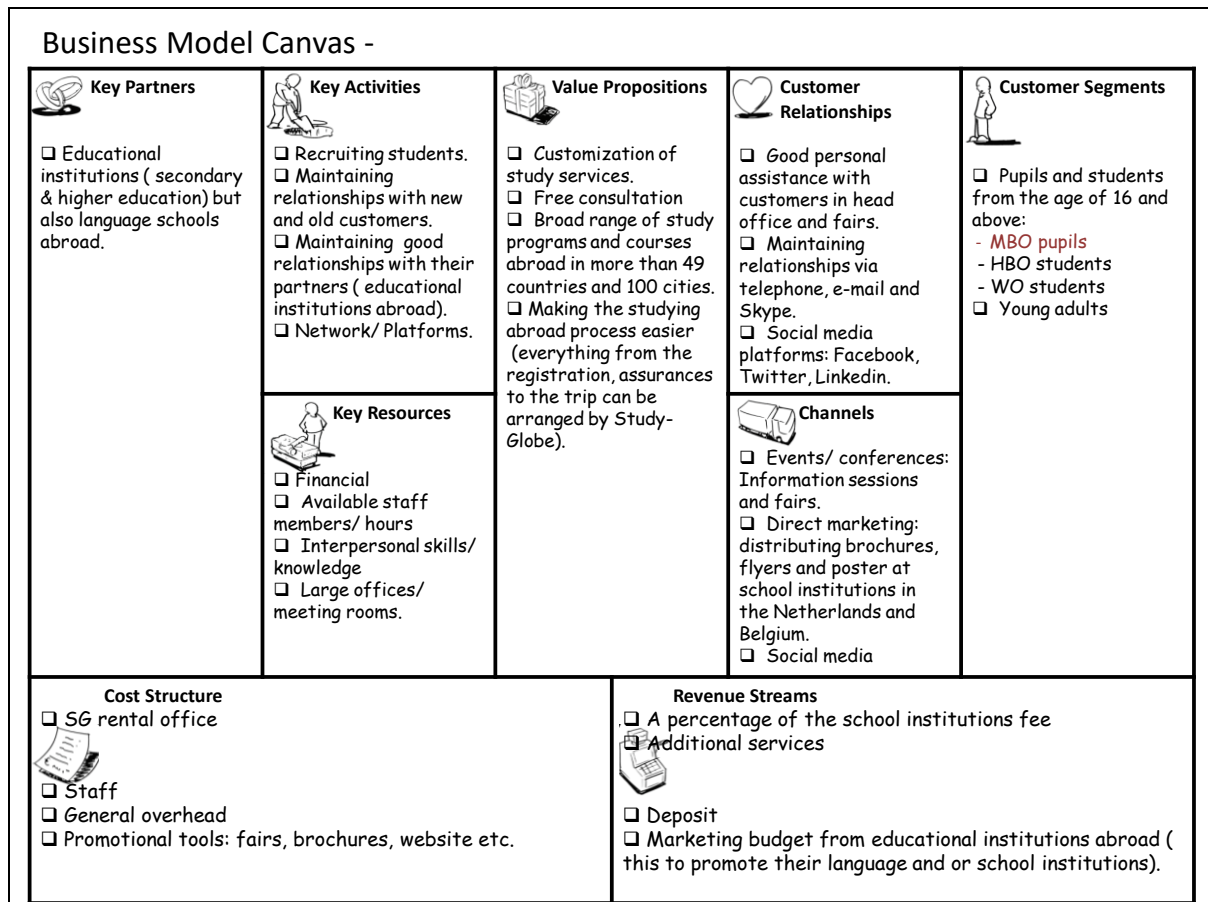 Business Model Canvas -
Key Partners
❑ Educational
institutions ( secondary
& higher education) but
also language schools
abroad.
Key Activities
❑ Recruiting students.
❑ Maintaining
relationships with new
and old customers.
❑ Maintaining good
relationships with their
partners ( educational
institutions abroad).
❑ Network/ Platforms.
Key Resources
❑ Financial
❑ Available staff
members/ hours
❑ Interpersonal skills/
knowledge
❑ Large offices/
meeting rooms.
Value Propositions
❑ Customization of
study services.
❑ Free consultation
❑ Broad range of study
programs and courses
abroad in more than 49
countries and 100 cities.
❑ Making the studying
abroad process easier
(everything from the
registration, assurances
to the trip can be
arranged by Study-
Globe).
Customer
Relationships
❑ Good personal
assistance with
customers in head
office and fairs.
❑ Maintaining
relationships via
telephone, e-mail and
Skype.
❑ Social media
platforms: Facebook,
Twitter, Linkedin.
Channels
❑ Events/ conferences:
Information sessions
and fairs.
❑ Direct marketing:
distributing brochures,
flyers and poster at
school institutions in
the Netherlands and
Belgium.
❑ Social media
Customer Segments
❑ Pupils and students
from the age of 16 and
above:
- MBO pupils
- HBO students
- WO students
❑ Young adults
Cost Structure
❑ SG rental office
❑ Staff
❑ General overhead
❑ Promotional tools: fairs, brochures, website etc.
Revenue Streams
❑ A percentage of the school institutions fee
❑ Additional services
❑ Deposit
❑ Marketing budget from educational institutions abroad (
this to promote their language and or school institutions).